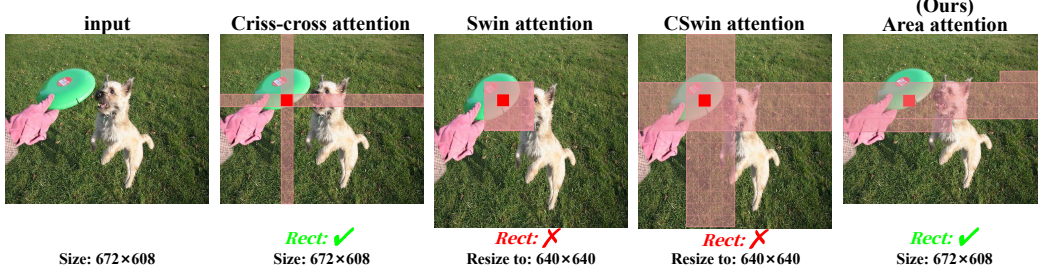 input
Criss-cross attention
Swin attention
CSwin attention
(Ours)
Area attention
Rect: ✓
Rect: ✗
Rect: ✗
Rect: ✓
Size: 672×608
Size: 672×608
Resize to: 640×640
Resize to: 640×640
Size: 672×608